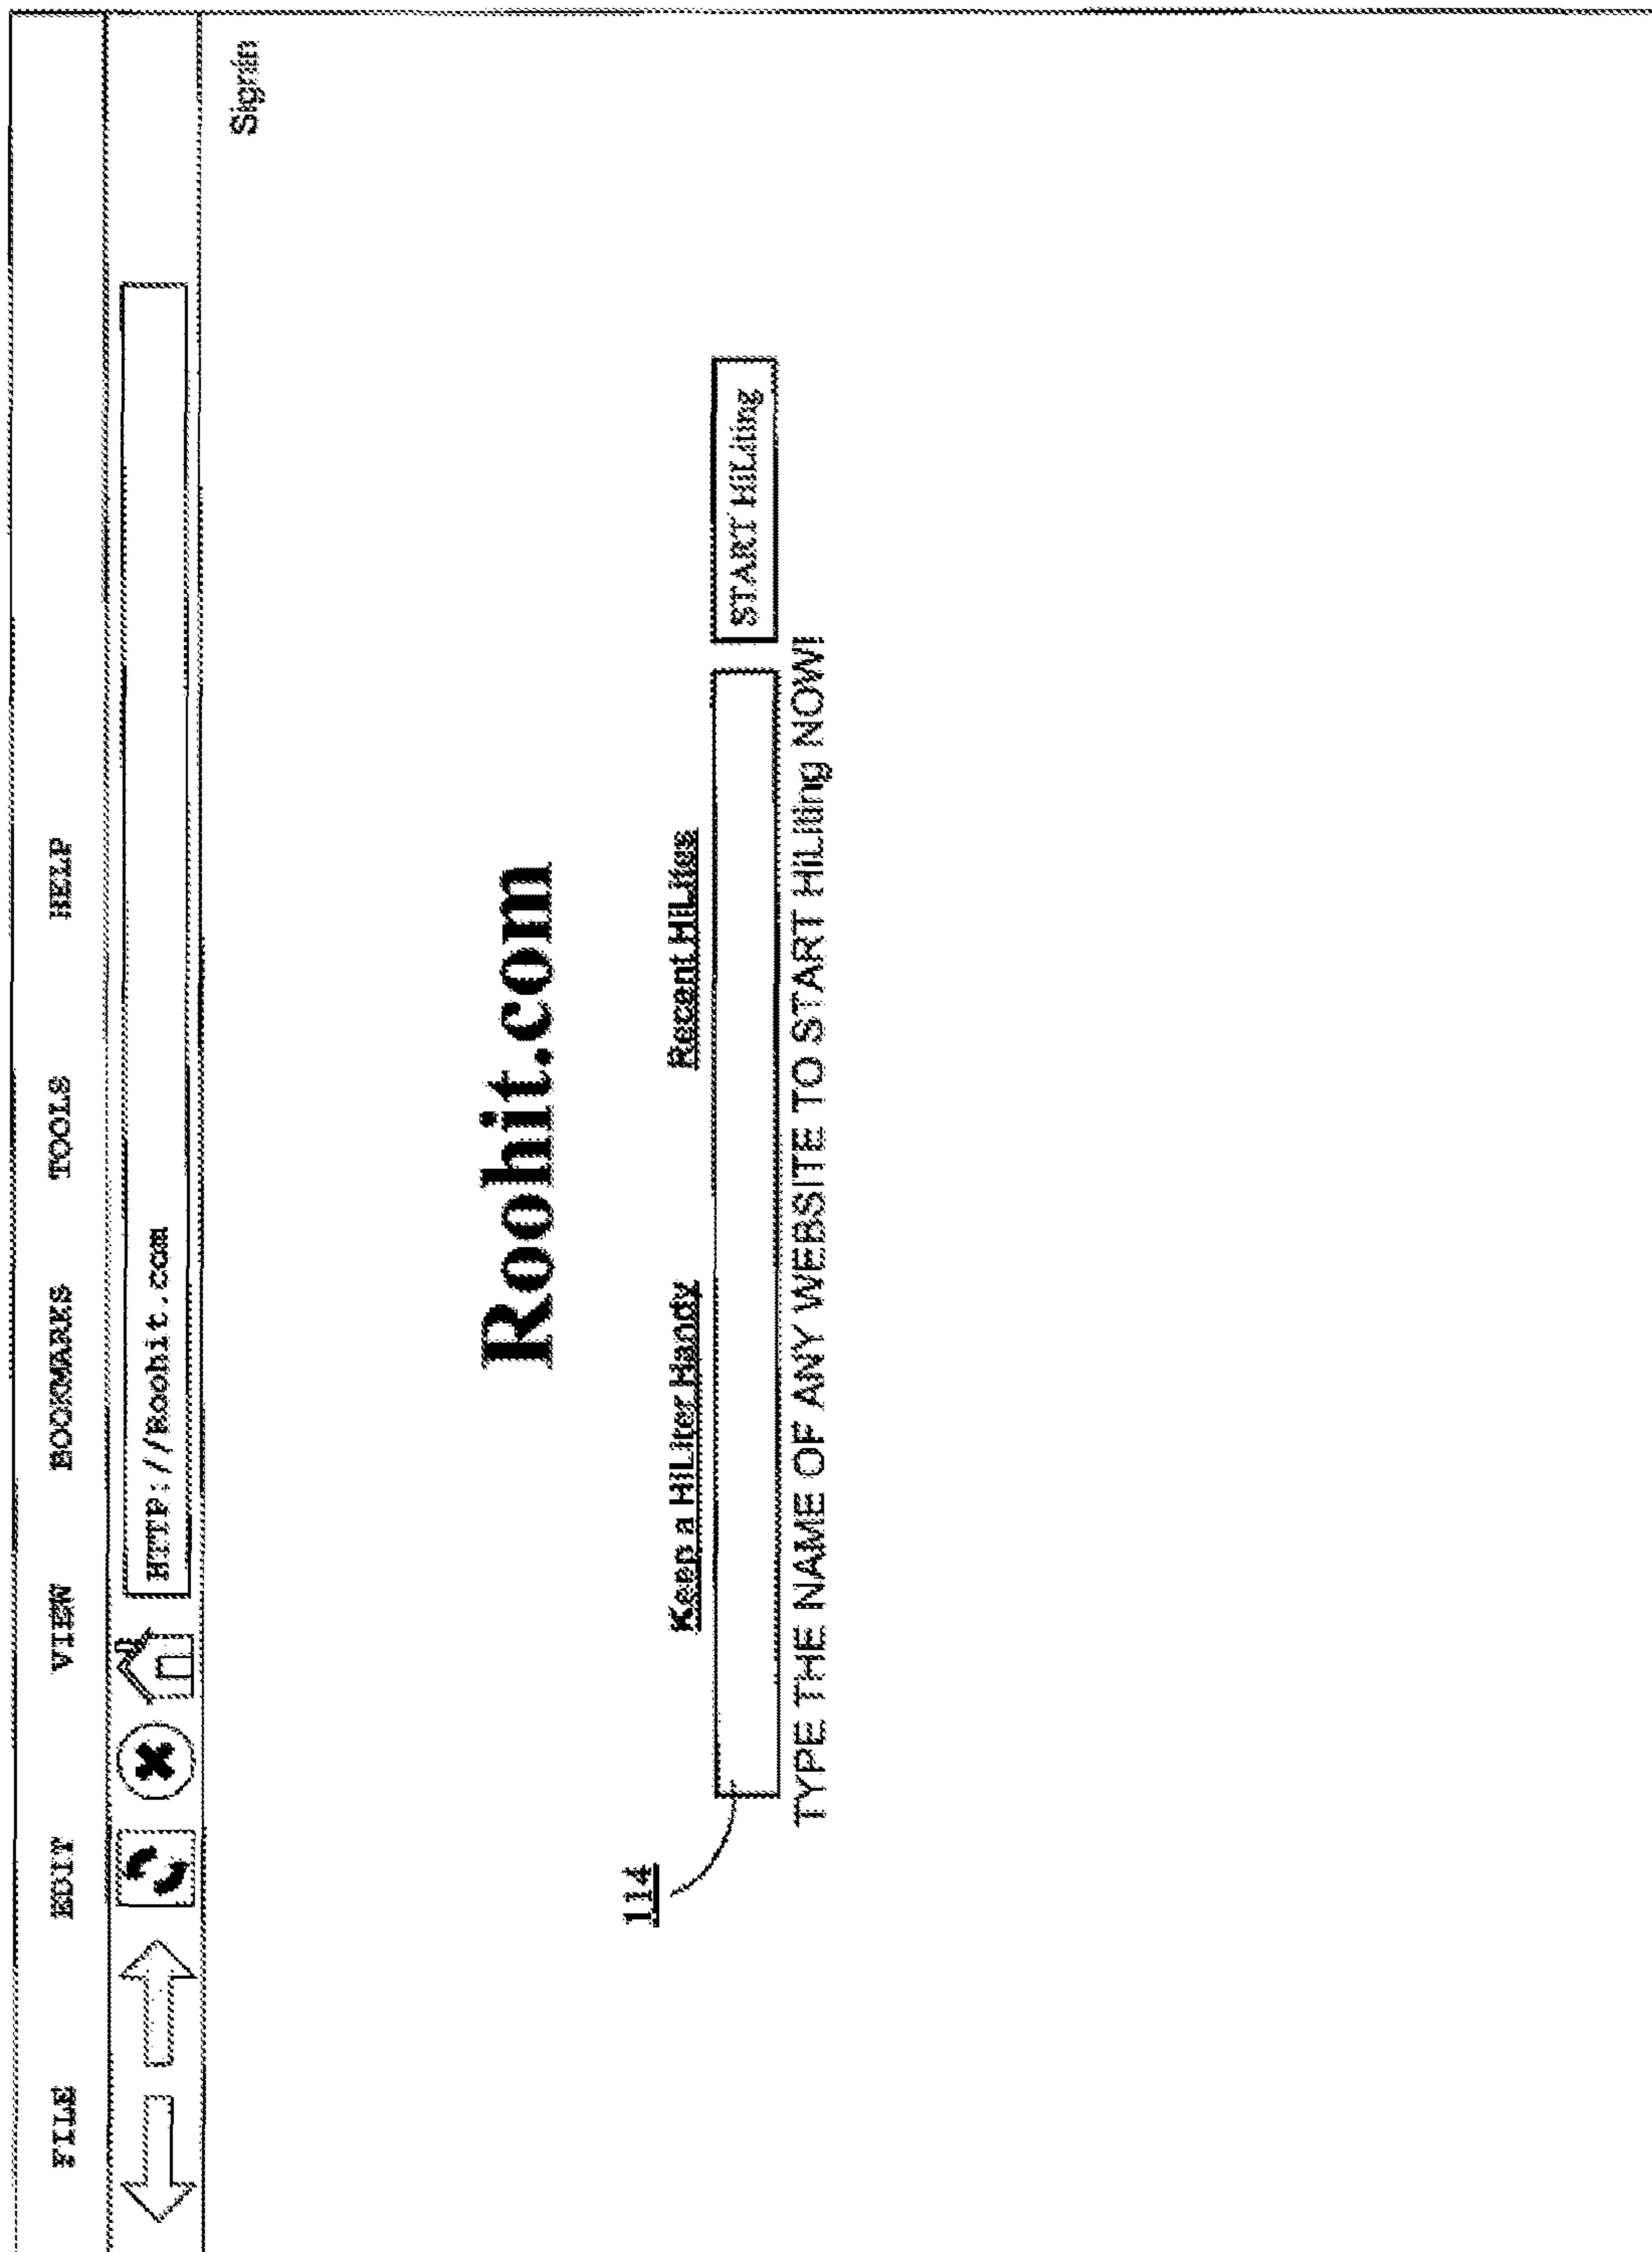 FILE EDIT VIEW BOOKMARKS TOOLS HELP
HTTP://Roohit.com
Signin
Roohit.com
114
Keep a HiLiter Handy Recent HiLites
START HiLiting
TYPE THE NAME OF ANY WEBSITE TO START HiLiting NOW!